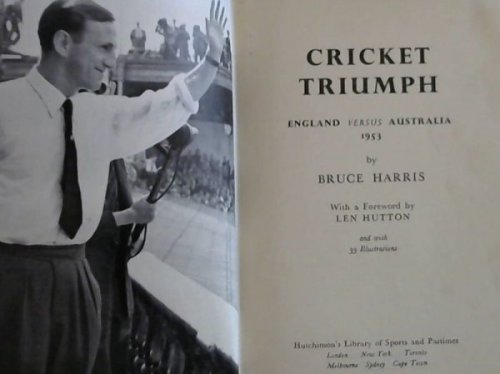 CRICKET
TRIUMPH
ENGLAND VERSUS AUSTRALIA
1953
by
BRUCE HARRIS
With a Foreword by
LEN HUTTON
and with
33 Illustrations
Hutchinson's Library of Sports and Pastimes
London New York Toronto
Melbourne Sydney Cape Town